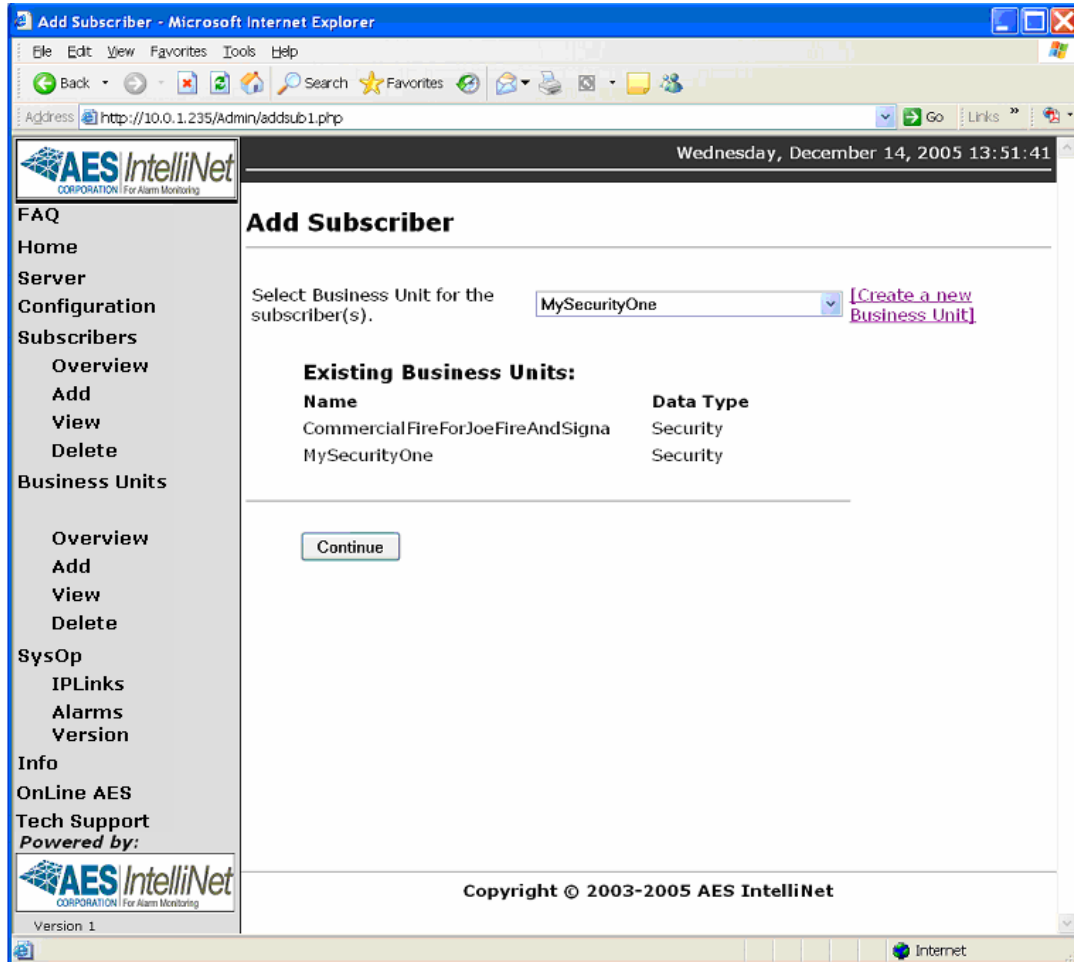 Add Subscriber - Microsoft Internet Explorer
File Edit View Favorites Tools Help
Back Search Favorites
Address http://10.0.1.235/Admin/addsub1.php Go Links »
AES IntelliNet
CORPORATION For Alarm Monitoring
Wednesday, December 14, 2005 13:51:41
FAQ
Home
Server
Configuration
Subscribers
Overview
Add
View
Delete
Business Units
Overview
Add
View
Delete
SysOp
IPLinks
Alarms
Version
Info
OnLine AES
Tech Support
Powered by:
AES IntelliNet
CORPORATION For Alarm Monitoring
Version 1
Add Subscriber
Select Business Unit for the
subscriber(s).
MySecurityOne
[Create a new
Business Unit]
Existing Business Units:
Name Data Type
CommercialFireForJoeFireAndSigna Security
MySecurityOne Security
Continue
Copyright © 2003-2005 AES IntelliNet
Internet